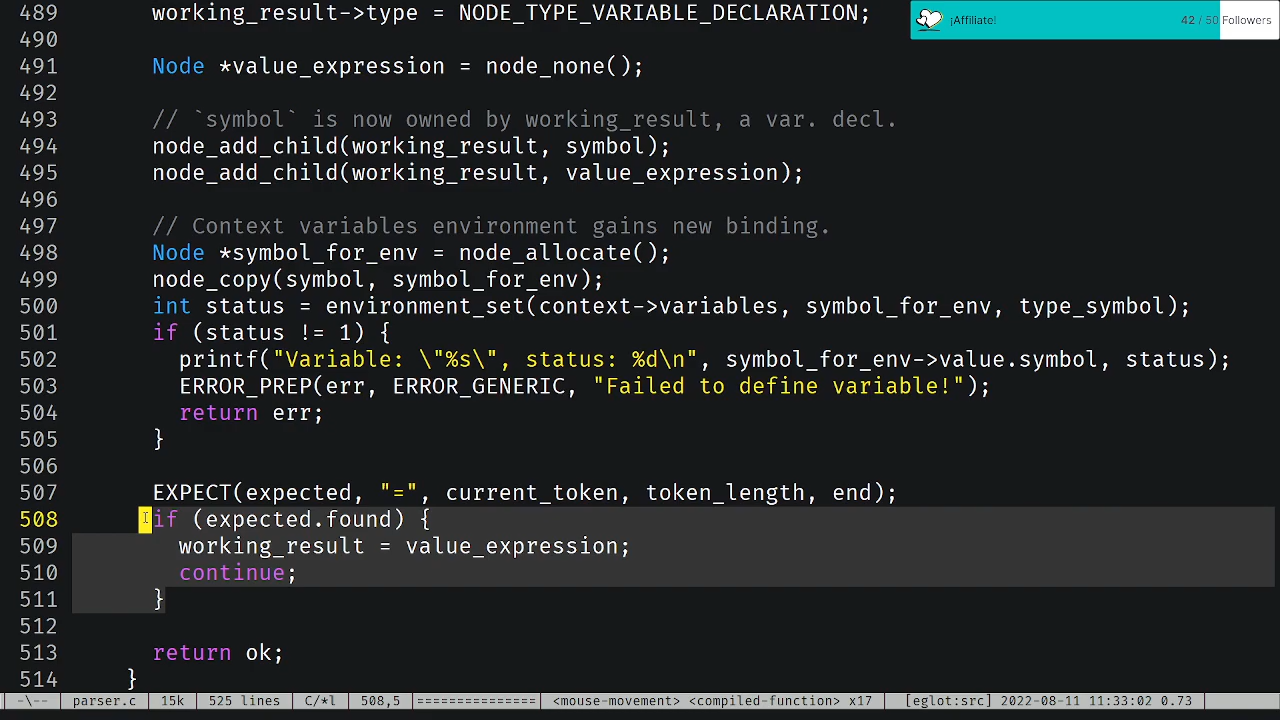 489 working_result->type = NODE_TYPE_VARIABLE_DECLARATION;
¡Affiliate! 42 / 50 Followers
490
491 Node *value_expression = node_none();
492
493 // `symbol` is now owned by working_result, a var. decl.
494 node_add_child(working_result, symbol);
495 node_add_child(working_result, value_expression);
496
497 // Context variables environment gains new binding.
498 Node *symbol_for_env = node_allocate();
499 node_copy(symbol, symbol_for_env);
500 int status = environment_set(context->variables, symbol_for_env, type_symbol);
501 if (status != 1) {
502 printf("Variable: \"%s\", status: %d\n", symbol_for_env->value.symbol, status);
503 ERROR_PREP(err, ERROR_GENERIC, "Failed to define variable!");
504 return err;
505 }
506
507 EXPECT(expected, "=", current_token, token_length, end);
508 if (expected.found) {
509 working_result = value_expression;
510 continue;
511 }
512
513 return ok;
514 }
-\-- parser.c 15k 525 lines C/*l 508,5 =============== <mouse-movement> <compiled-function> x17 [eglot:src] 2022-08-11 11:33:02 0.73